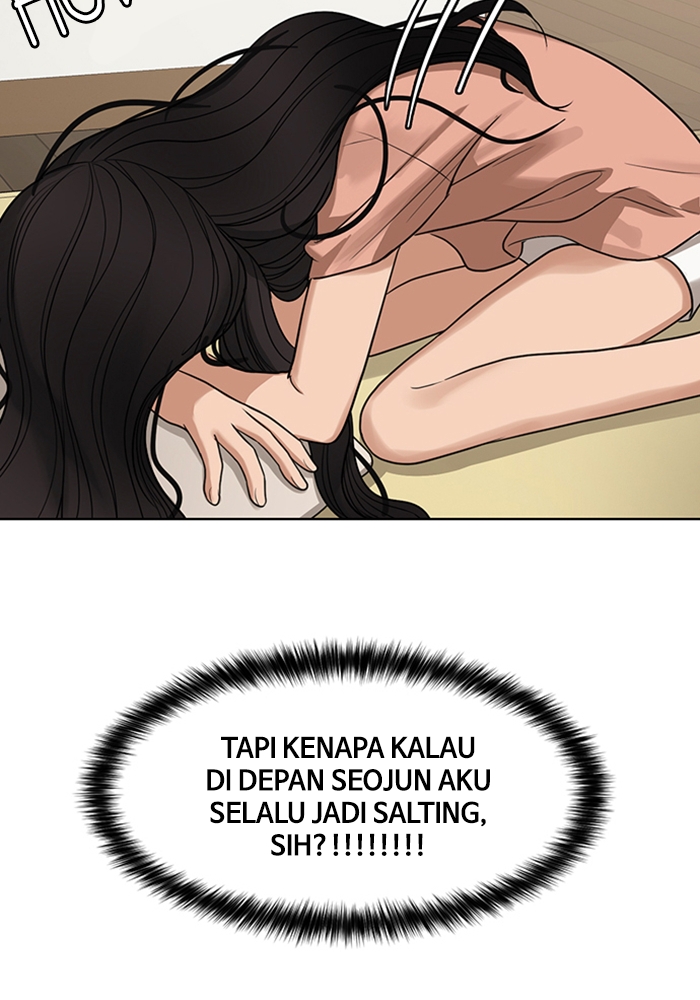 TAPI KENAPA KALAU
DI DEPAN SEOJUN AKU
SELALU JADI SALTING,
SIH?!!!!!!!!